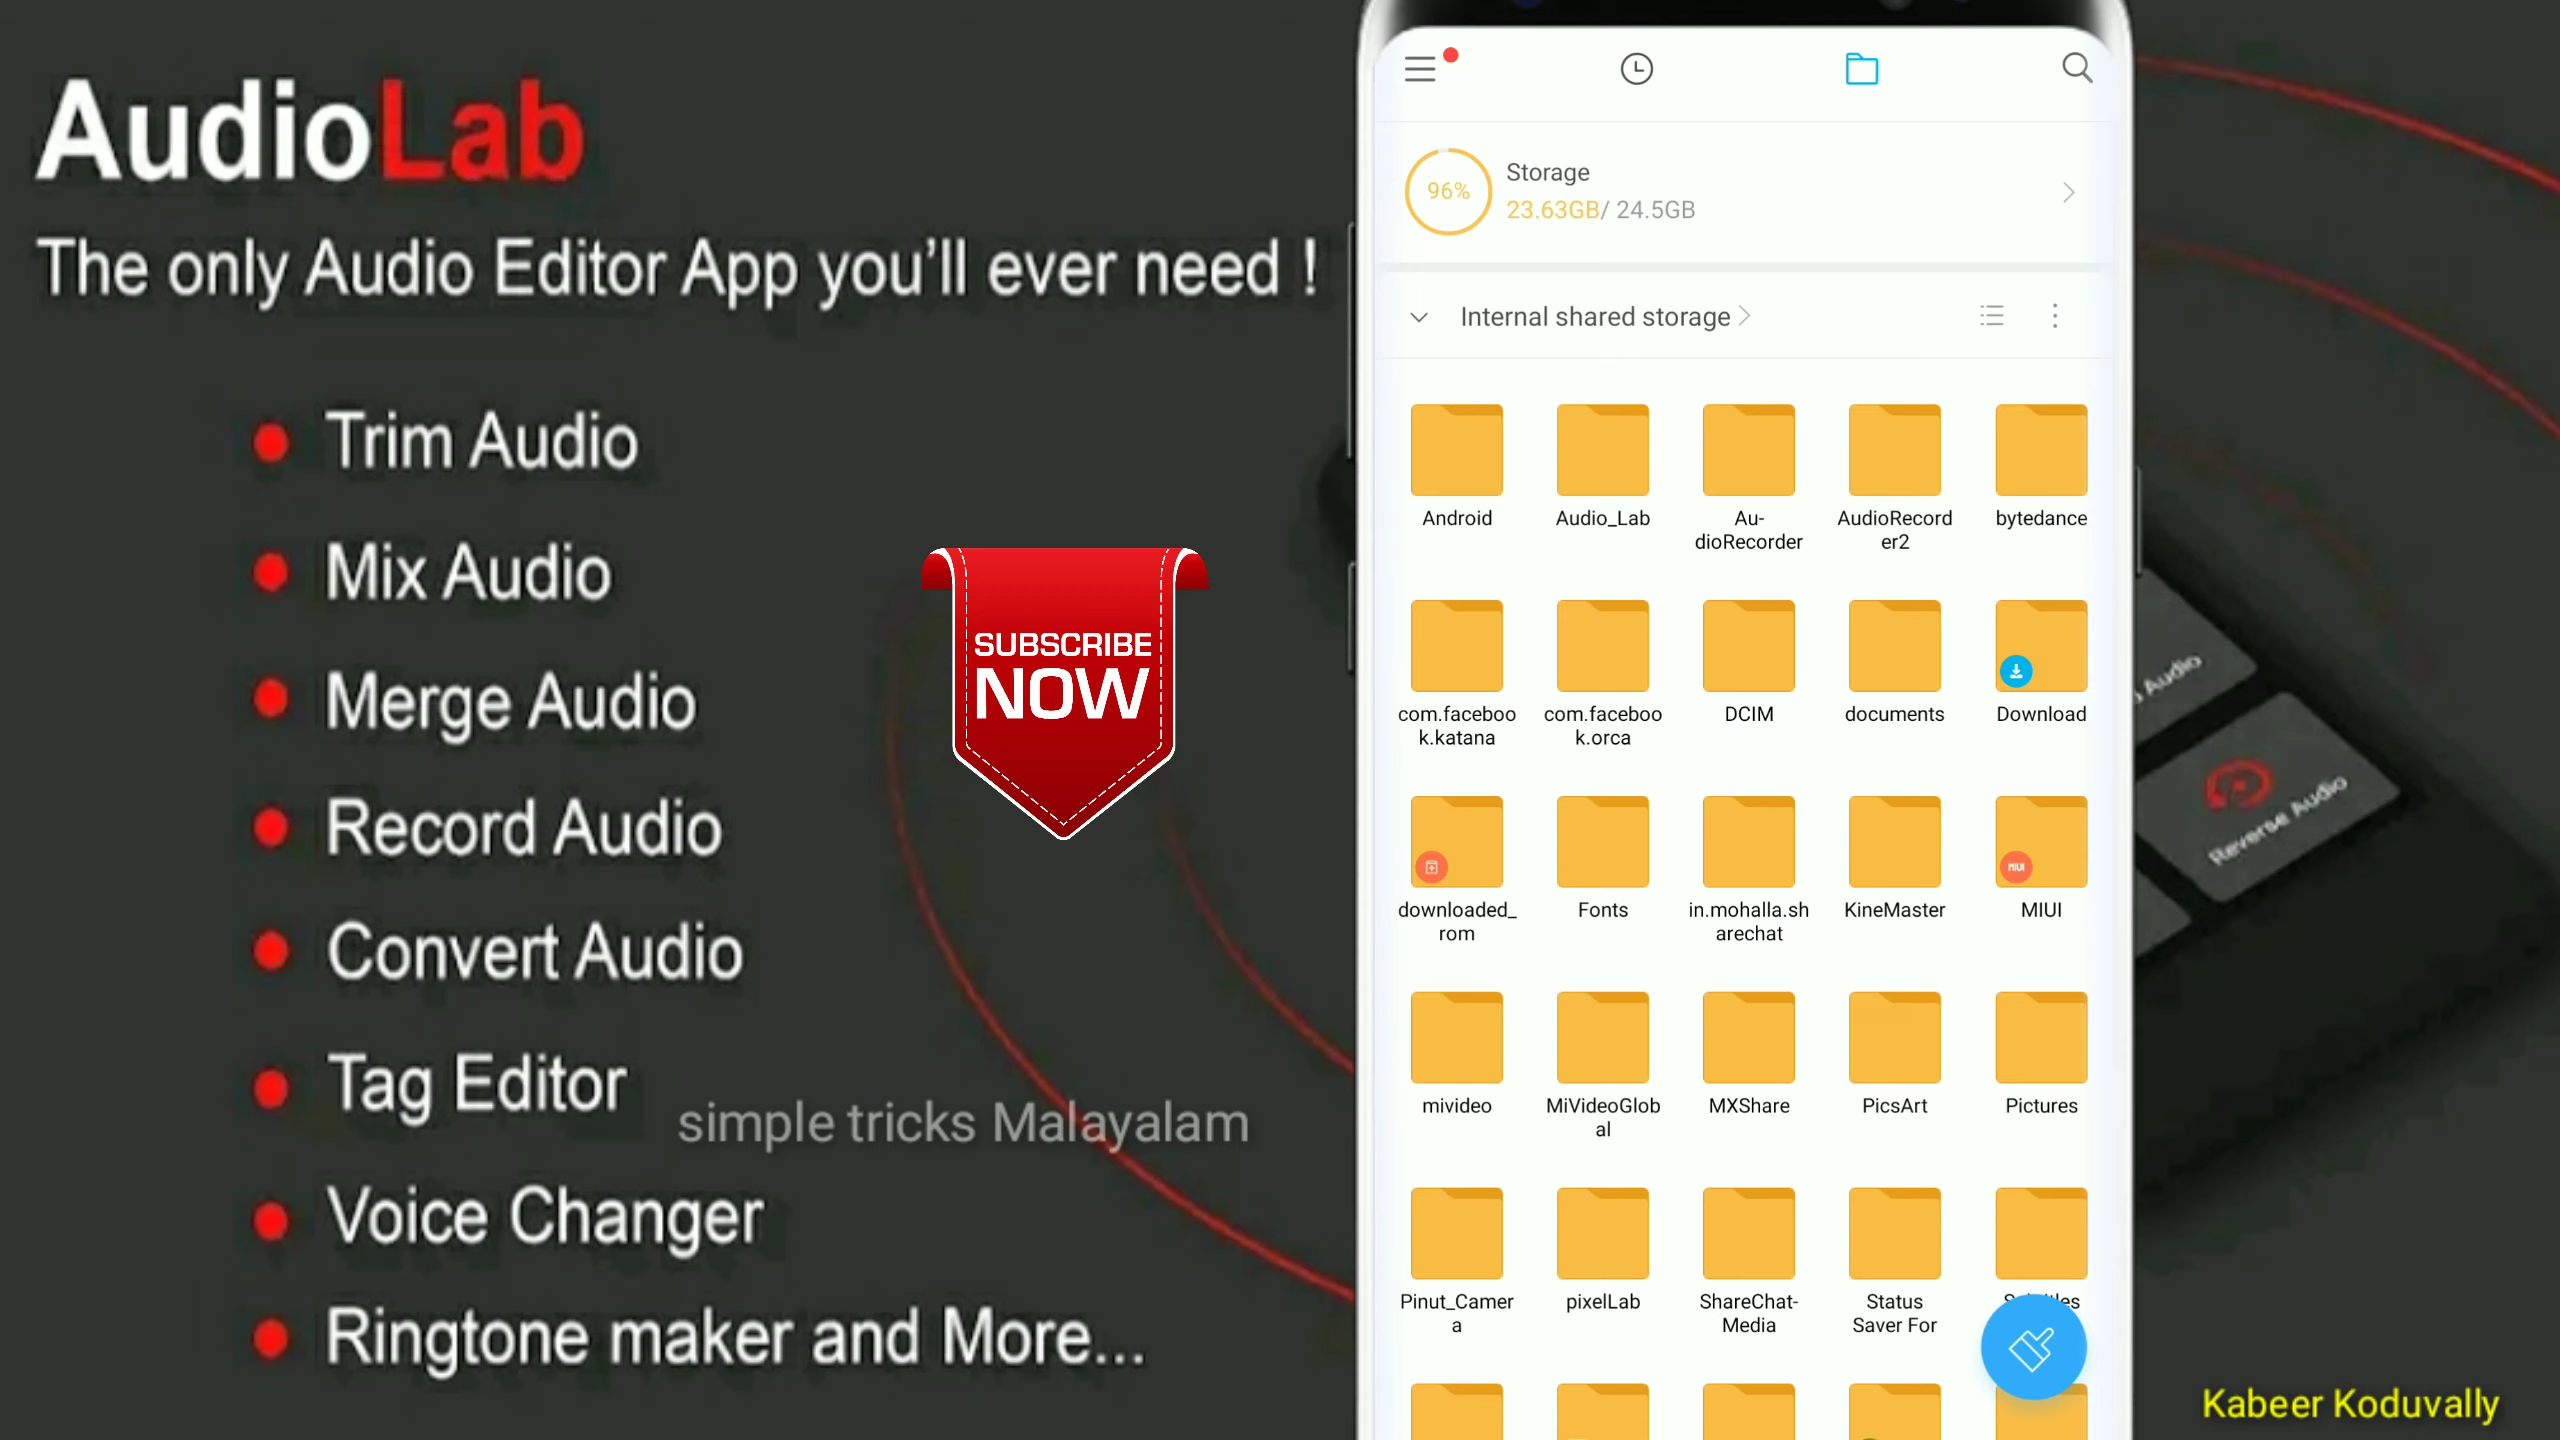 AudioLab
The only Audio Editor App you'll ever need !
Trim Audio
Mix Audio
Merge Audio
Record Audio
Convert Audio
Tag Editor
Voice Changer
Ringtone maker and More...
SUBSCRIBE
NOW
simple tricks Malayalam
96%
Storage
23.63GB/ 24.5GB
Internal shared storage
Android
Audio_Lab
Au-
dioRecorder
AudioRecord
er2
bytedance
com.faceboo
k.katana
com.faceboo
k.orca
DCIM
documents
Download
downloaded_
rom
Fonts
in.mohalla.sh
arechat
KineMaster
MIUI
MIUI
mivideo
MiVideoGlob
al
MXShare
PicsArt
Pictures
Pinut_Camer
a
pixelLab
ShareChat-
Media
Status
Saver For
Audio
Reverse Audio
Kabeer Koduvally